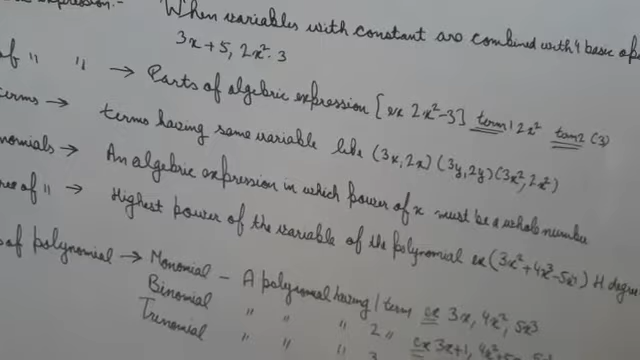 expression:- When variables with constant are combined with 4 basic
3x+5, 2x²-3
of " " → Parts of algebric expression [ex 2x²-3] term 1 2x² term 2 (3)
terms → terms having same variable like (3x, 2x) (3y, 2y) (3x², 2x²)
nomials → An algebric expression in which power of x must be a whole number
of " → Highest power of the variable of the polynomial ex (3x²+4x³-5x) H degree
of polynomial → Monomial - A polynomial having 1 term ex 3x, 4x², 5x³
Binomial " " " 2 " ex 3x+1, 4x²+5
Trinomial " " " 3